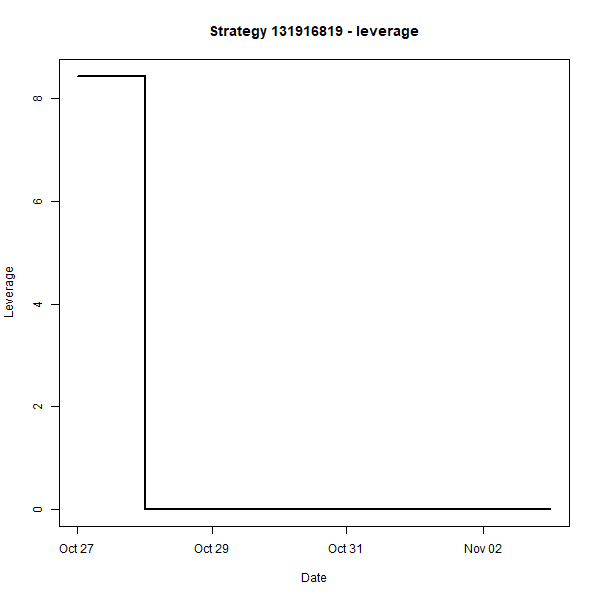 Strategy 131916819 - leverage
8
6
4
2
0
Leverage
Oct 27
Oct 29
Oct 31
Nov 02
Date